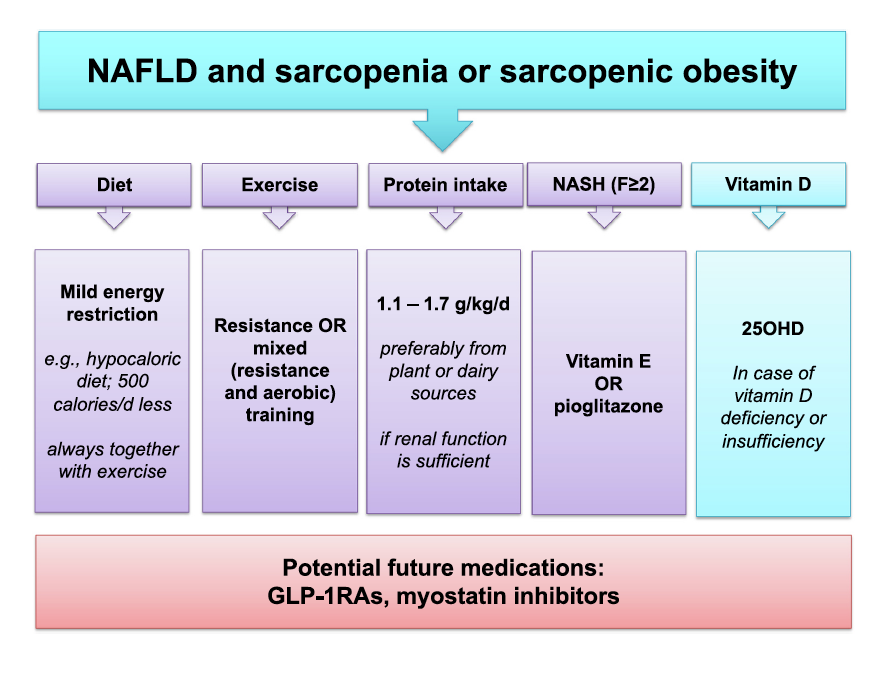 NAFLD and sarcopenia or sarcopenic obesity
Diet
Exercise
Protein intake
NASH (F≥2)
Vitamin D
Mild energy
restriction
e.g., hypocaloric
diet; 500
calories/d less
always together
with exercise
Resistance OR
mixed
(resistance
and aerobic)
training
1.1 – 1.7 g/kg/d
preferably from
plant or dairy
sources
if renal function
is sufficient
Vitamin E
OR
pioglitazone
25OHD
In case of
vitamin D
deficiency or
insufficiency
Potential future medications:
GLP-1RAs, myostatin inhibitors